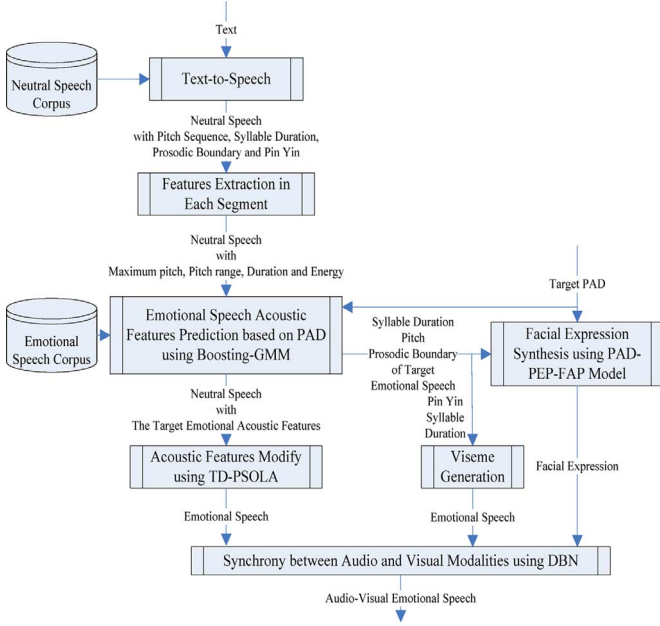 Text
Neutral Speech
Corpus
Text-to-Speech
Neutral Speech
with Pitch Sequence, Syllable Duration,
Prosodic Boundary and Pin Yin
Features Extraction in
Each Segment
Neutral Speech
with
Maximum pitch, Pitch range, Duration and Energy
Target PAD
Emotional
Speech Corpus
Emotional Speech Acoustic
Features Prediction based on PAD
using Boosting-GMM
Syllable Duration
Pitch
Prosodic Boundary
of Target
Emotional Speech
Pin Yin
Syllable
Duration
Facial Expression
Synthesis using PAD-
PEP-FAP Model
Neutral Speech
with
The Target Emotional Acoustic Features
Acoustic Features Modify
using TD-PSOLA
Viseme
Generation
Facial Expression
Emotional Speech
Emotional Speech
Synchrony between Audio and Visual Modalities using DBN
Audio-Visual Emotional Speech